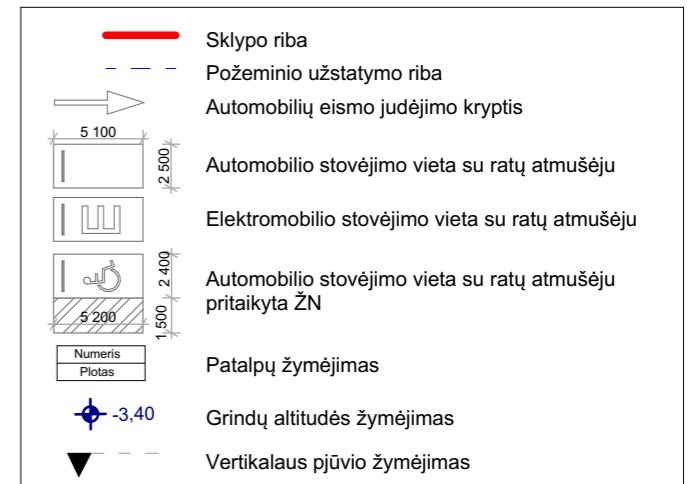 Sklypo riba
Požeminio užstatymo riba
Automobilių eismo judėjimo kryptis
5 100
2 500
Automobilio stovėjimo vieta su ratų atmušėju
E
Elektromobilio stovėjimo vieta su ratų atmušėju
2 400
Automobilio stovėjimo vieta su ratų atmušėju
pritaikyta ŽN
5 200
1 500
Numeris
Plotas
Patalpų žymėjimas
-3,40
Grindų altitudės žymėjimas
Vertikalaus pjūvio žymėjimas